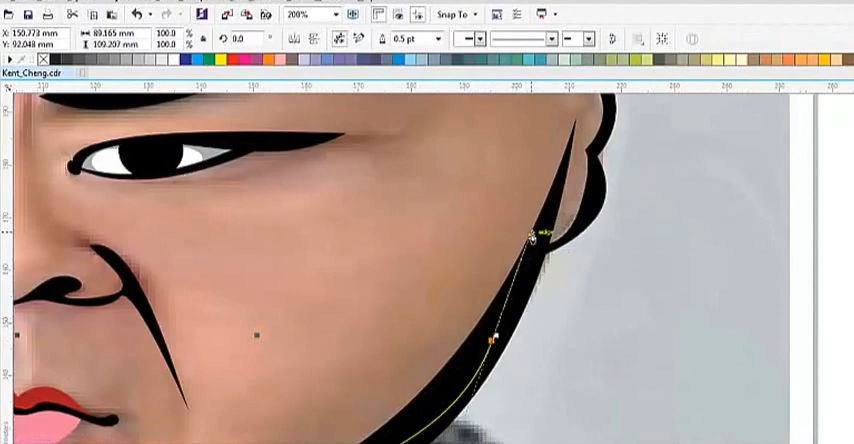 200%
Snap To
X: 150.773 mm
89.165 mm
100.0 %
0.0
0.5 pt
Y: 92.048 mm
109.207 mm
100.0 %
Kent_Cheng.cdr
edge